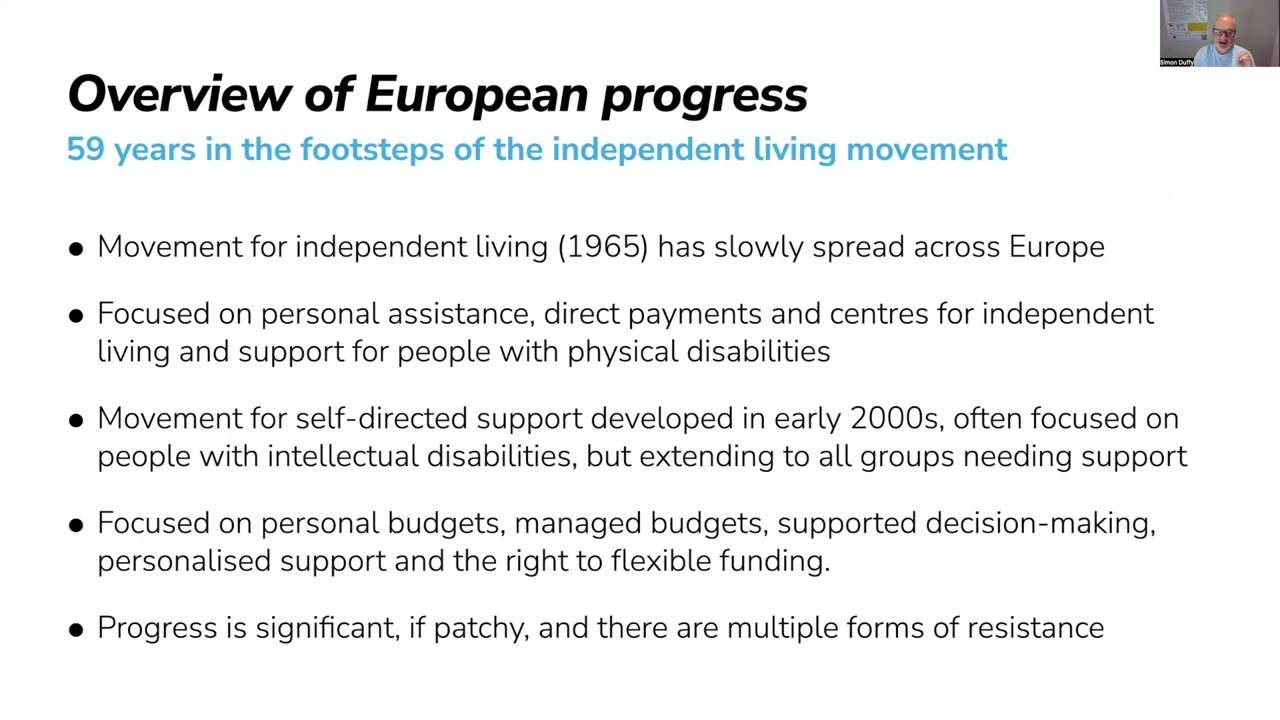 Simon Duffy
Overview of European progress
59 years in the footsteps of the independent living movement
● Movement for independent living (1965) has slowly spread across Europe
● Focused on personal assistance, direct payments and centres for independent
living and support for people with physical disabilities
● Movement for self-directed support developed in early 2000s, often focused on
people with intellectual disabilities, but extending to all groups needing support
● Focused on personal budgets, managed budgets, supported decision-making,
personalised support and the right to flexible funding.
● Progress is significant, if patchy, and there are multiple forms of resistance